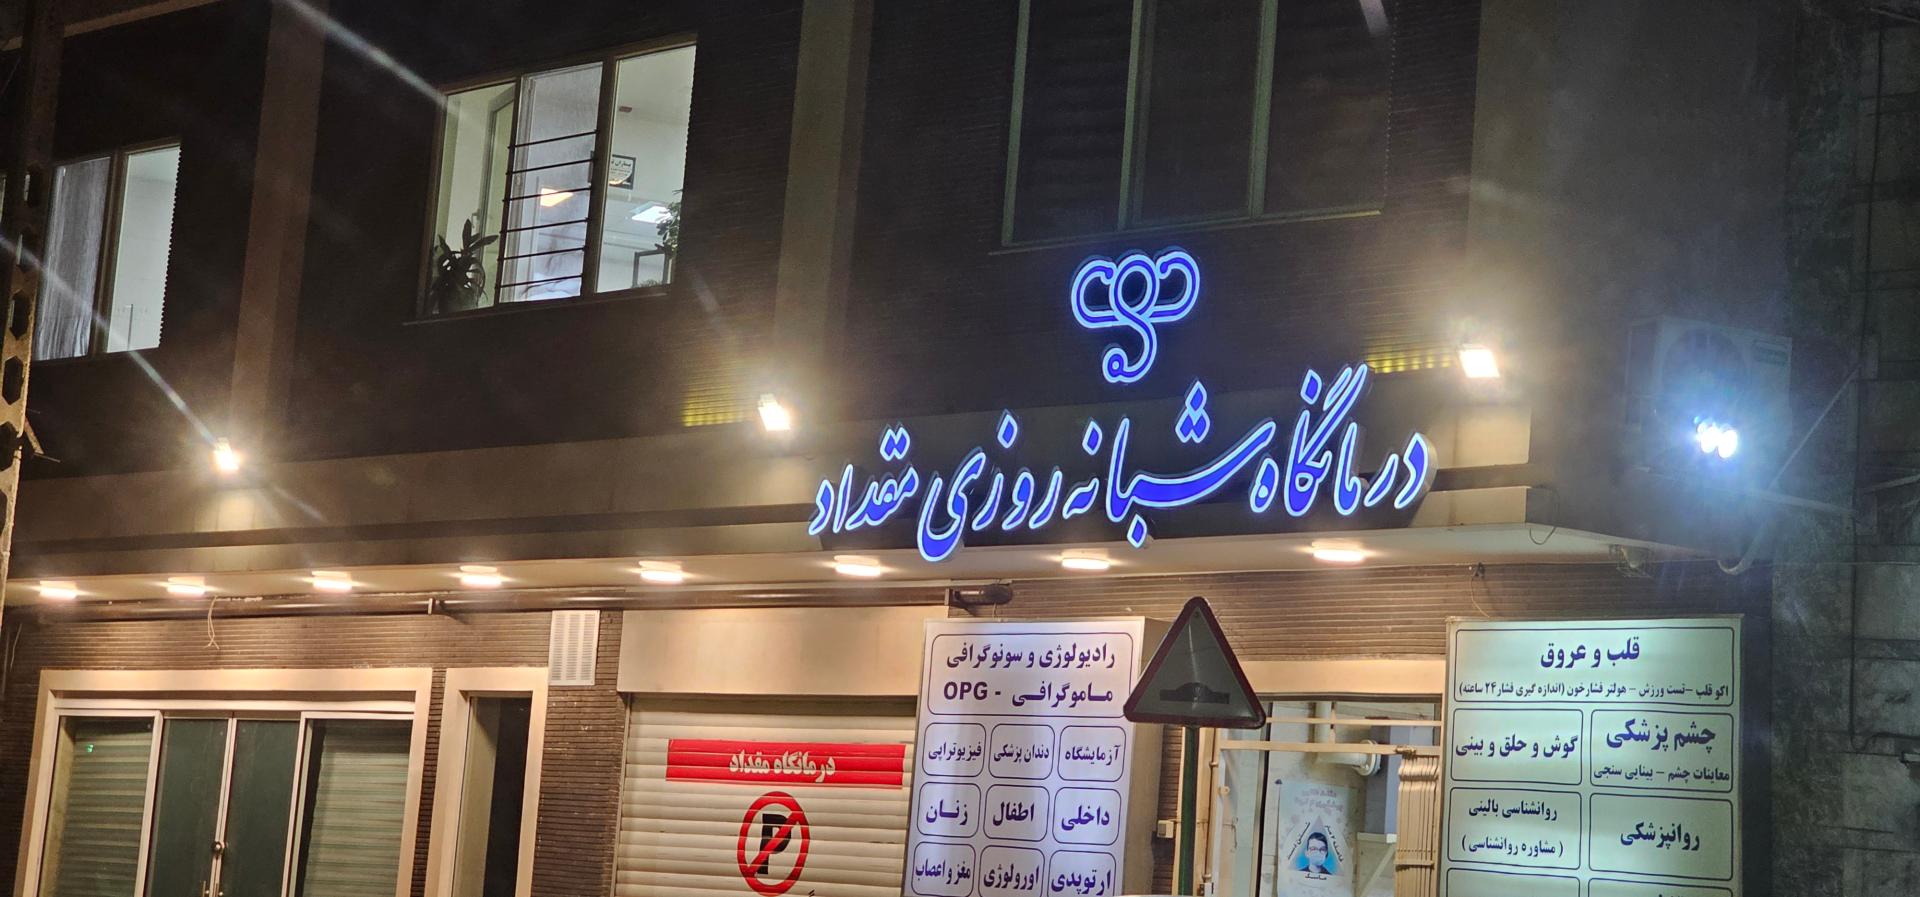 درمانگاه شبانه روزی مقداد
رادیولوژی و سونوگرافی
ماموگرافی - OPG
آزمایشگاه
دندان پزشکی
فیزیوتراپی
داخلی
اطفال
زنان
ارتوپدی
اورولوژی
مغز و اعصاب
درمانگاه مقداد
P
قلب و عروق
اکو قلب - تست ورزش - هولتر فشارخون (اندازه گیری فشار ۲۴ ساعته)
چشم پزشکی
معاینات چشم - بینایی سنجی
گوش و حلق و بینی
روانپزشکی
روانشناسی بالینی
( مشاوره روانشناسی )
بیماران
ماسک